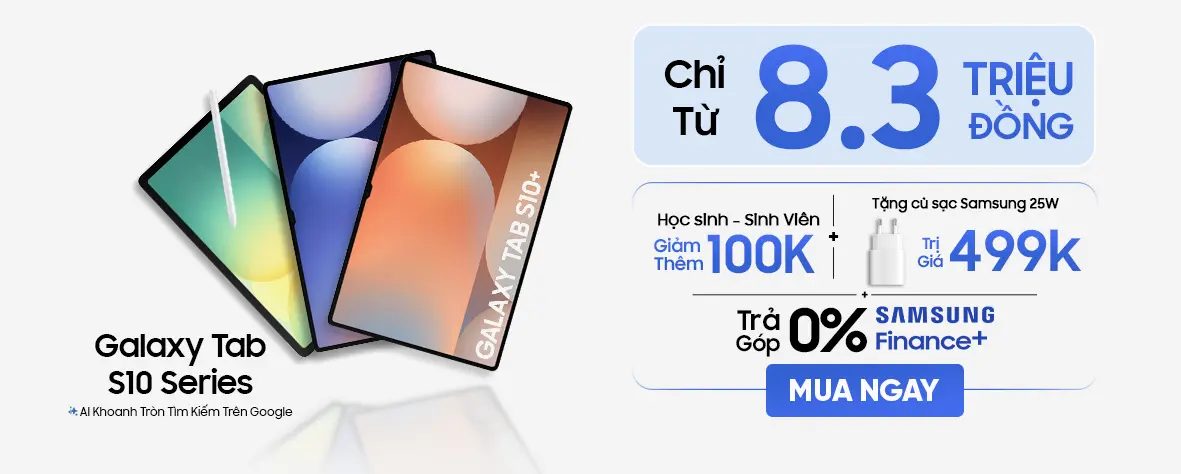 GALAXY TAB S10+
Galaxy Tab
S10 Series
AI Khoanh Tròn Tìm Kiếm Trên Google
Chỉ
Từ
8.3
TRIỆU
ĐỒNG
Học sinh - Sinh Viên
Giảm
Thêm
100K
+
Tặng củ sạc Samsung 25W
Trị
Giá
499k
+
Trả
Góp
0%
SAMSUNG
Finance+
MUA NGAY